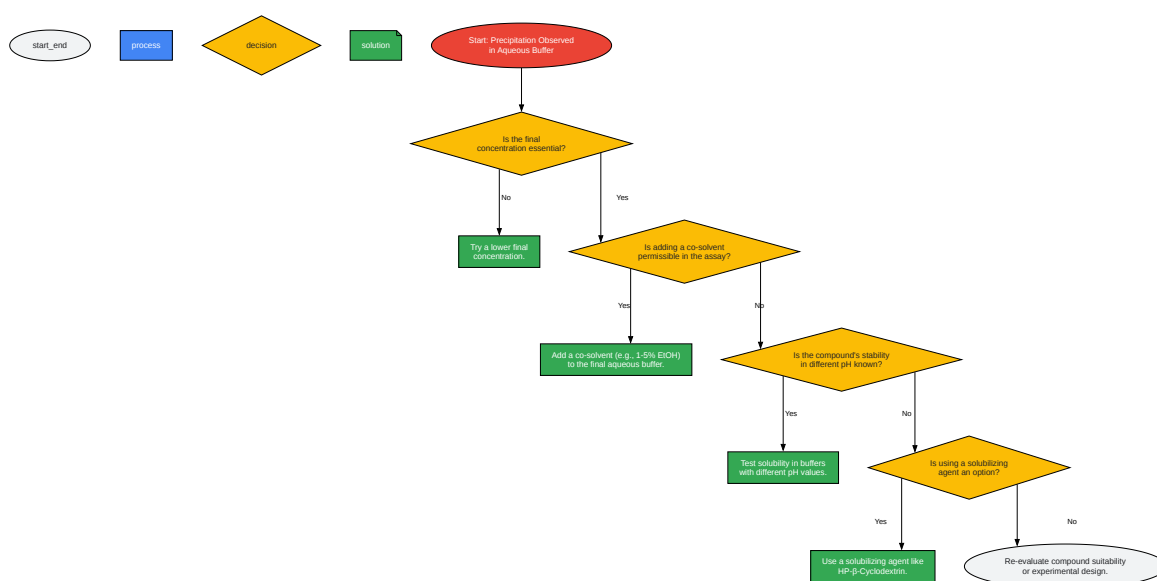 start_end
process
decision
solution
Start: Precipitation Observed
in Aqueous Buffer
Is the final
concentration essential?
No
Yes
Try a lower final
concentration.
Is adding a co-solvent
permissible in the assay?
Yes
No
Add a co-solvent (e.g., 1-5% EtOH)
to the final aqueous buffer.
Is the compound's stability
in different pH known?
Yes
No
Test solubility in buffers
with different pH values.
Is using a solubilizing
agent an option?
Yes
No
Use a solubilizing agent like
HP-β-Cyclodextrin.
Re-evaluate compound suitability
or experimental design.